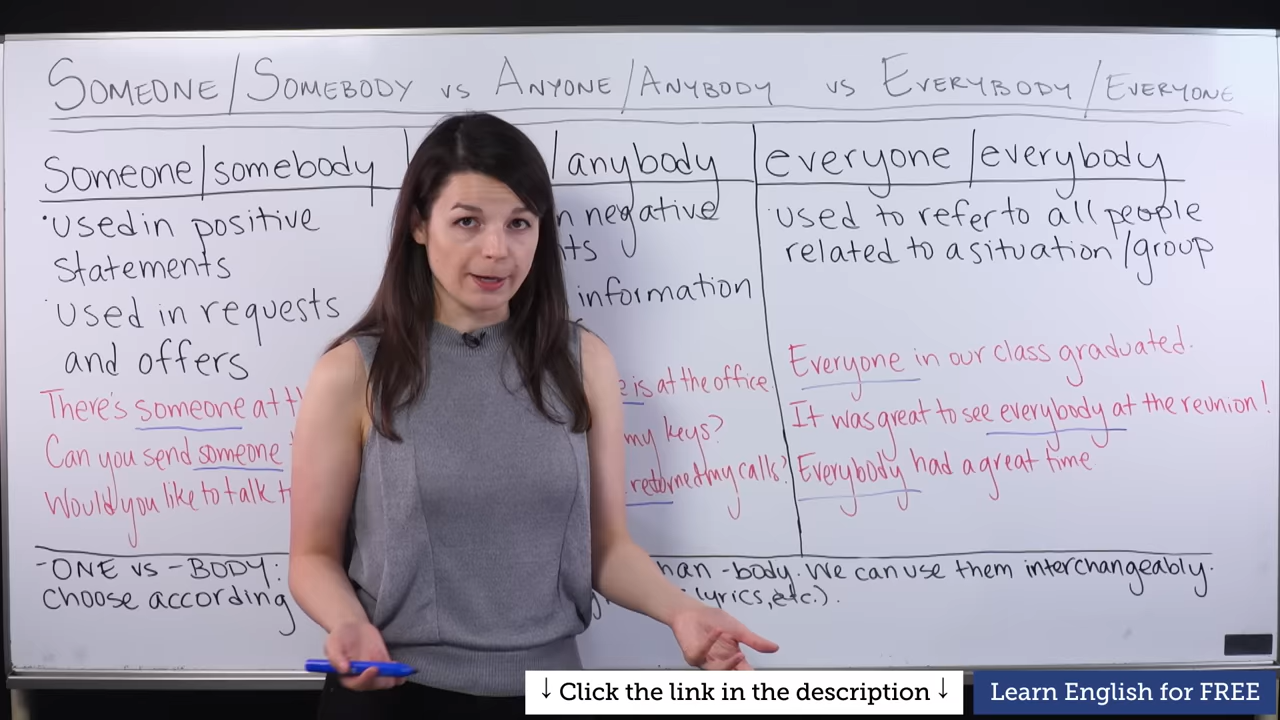 SOMEONE/SOMEBODY vs ANYONE/ANYBODY vs EVERYBODY/EVERYONE
Someone/somebody
• used in positive
statements
• used in requests
and offers
There's someone at th
Can you send someone
Would you like to talk t
/anybody
n negative
ts
information
is at the office.
my keys?
returned my calls?
everyone/everybody
• used to refer to all people
related to a situation/group
Everyone in our class graduated.
It was great to see everybody at the reunion!
Everybody had a great time
-ONE vs -BODY: han -body. We can use them interchangeably.
Choose according lyrics, etc.).
↓ Click the link in the description ↓
Learn English for FREE